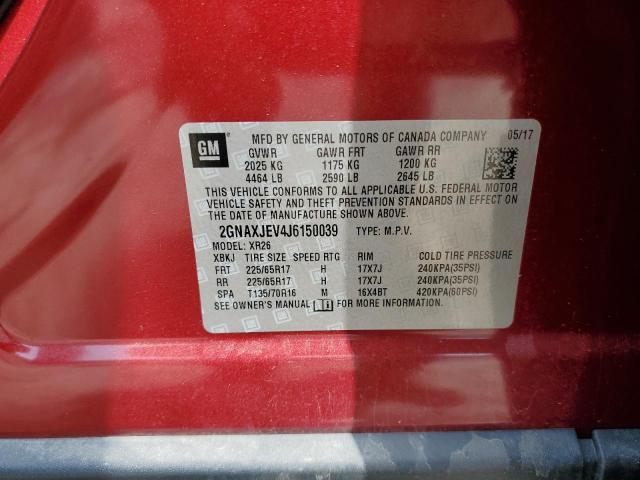 GM
MFD BY GENERAL MOTORS OF CANADA COMPANY 05/17
GVWR GAWR FRT GAWR RR
2025 KG 1175 KG 1200 KG
4464 LB 2590 LB 2645 LB
THIS VEHICLE CONFORMS TO ALL APPLICABLE U.S. FEDERAL MOTOR
VEHICLE SAFETY AND THEFT PREVENTION STANDARDS IN EFFECT ON
THE DATE OF MANUFACTURE SHOWN ABOVE.
2GNAXJEV4J6150039 TYPE: M.P.V.
MODEL: XR26
XBKJ TIRE SIZE SPEED RTG RIM COLD TIRE PRESSURE
FRT 225/65R17 H 17X7J 240KPA(35PSI)
RR 225/65R17 H 17X7J 240KPA(35PSI)
SPA T135/70R16 M 16X4BT 420KPA(60PSI)
SEE OWNER'S MANUAL FOR MORE INFORMATION